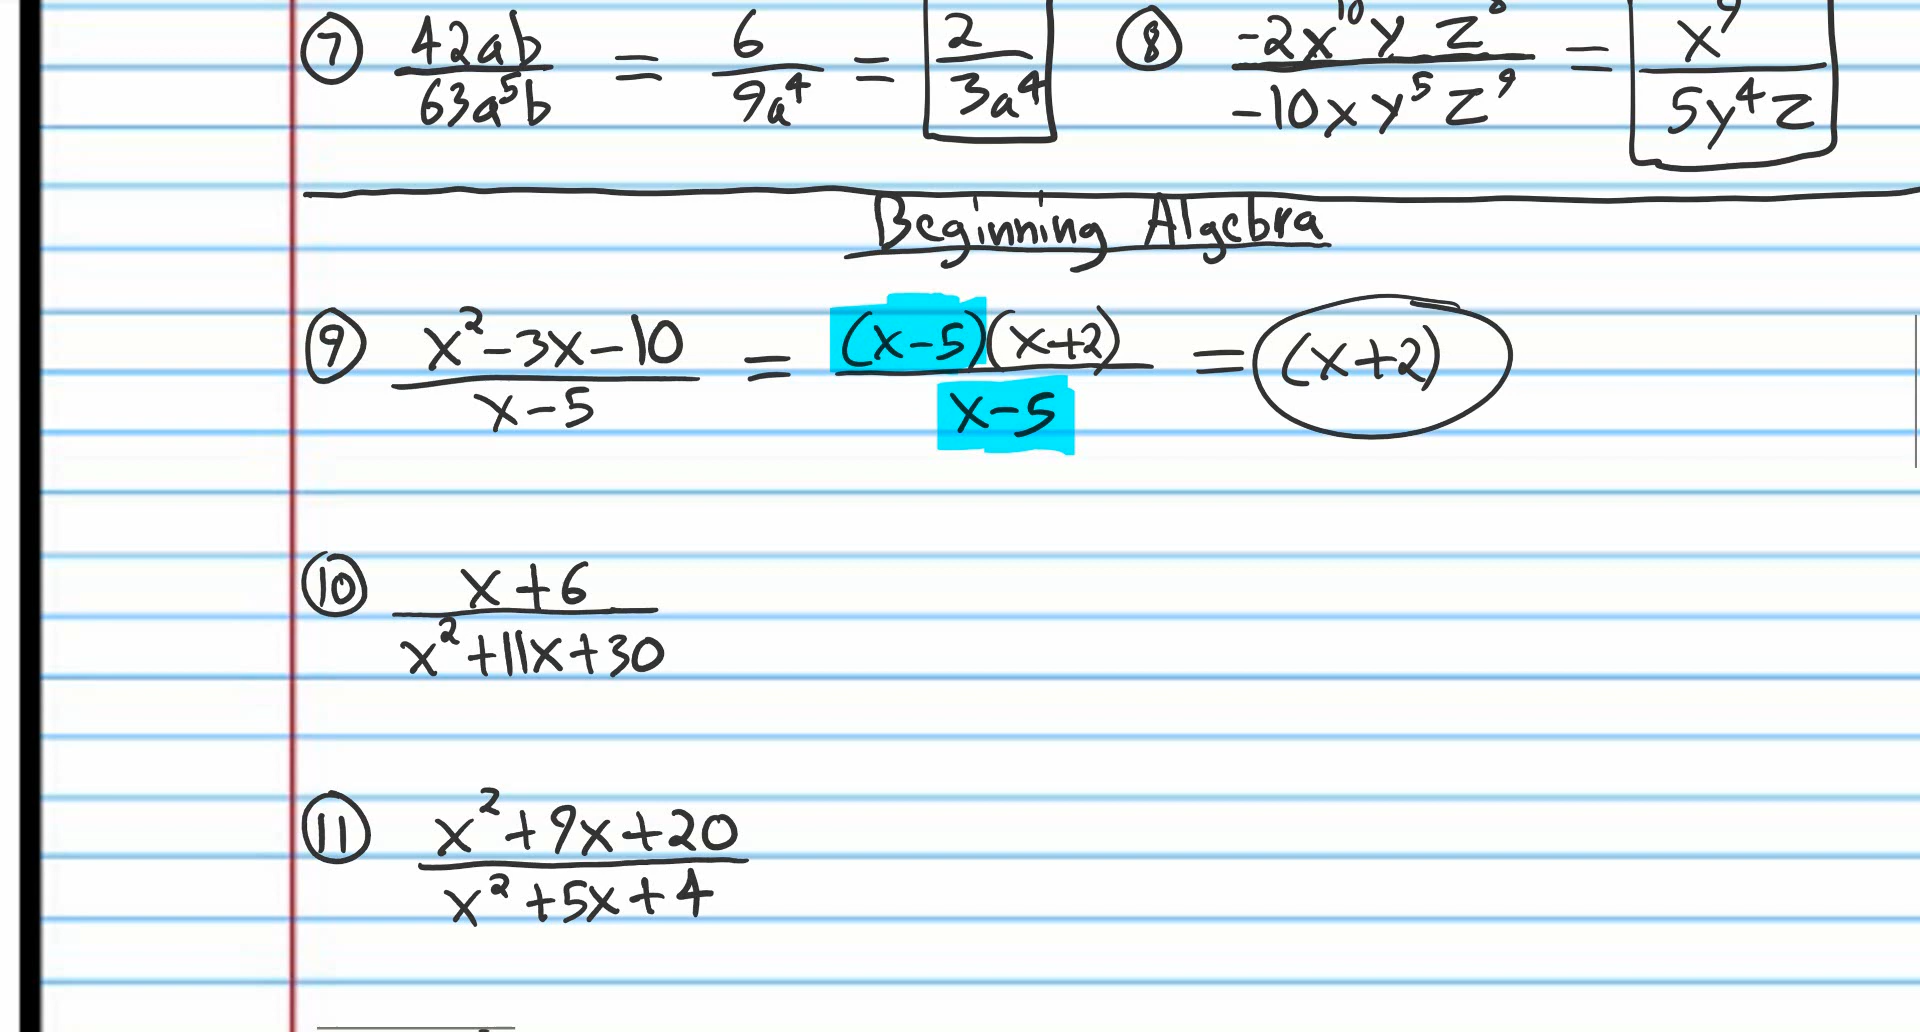 ⑦ 42ab/63a⁵b = 6/9a⁴ = 2/3a⁴ ⑧ -2x¹⁰y z⁸/-10xy⁵z⁹ = x⁹/5y⁴z
Beginning Algebra
⑨ x²-3x-10/x-5 = (x-5)(x+2)/x-5 = (x+2)
⑩ x+6/x²+11x+30
⑪ x²+9x+20/x²+5x+4